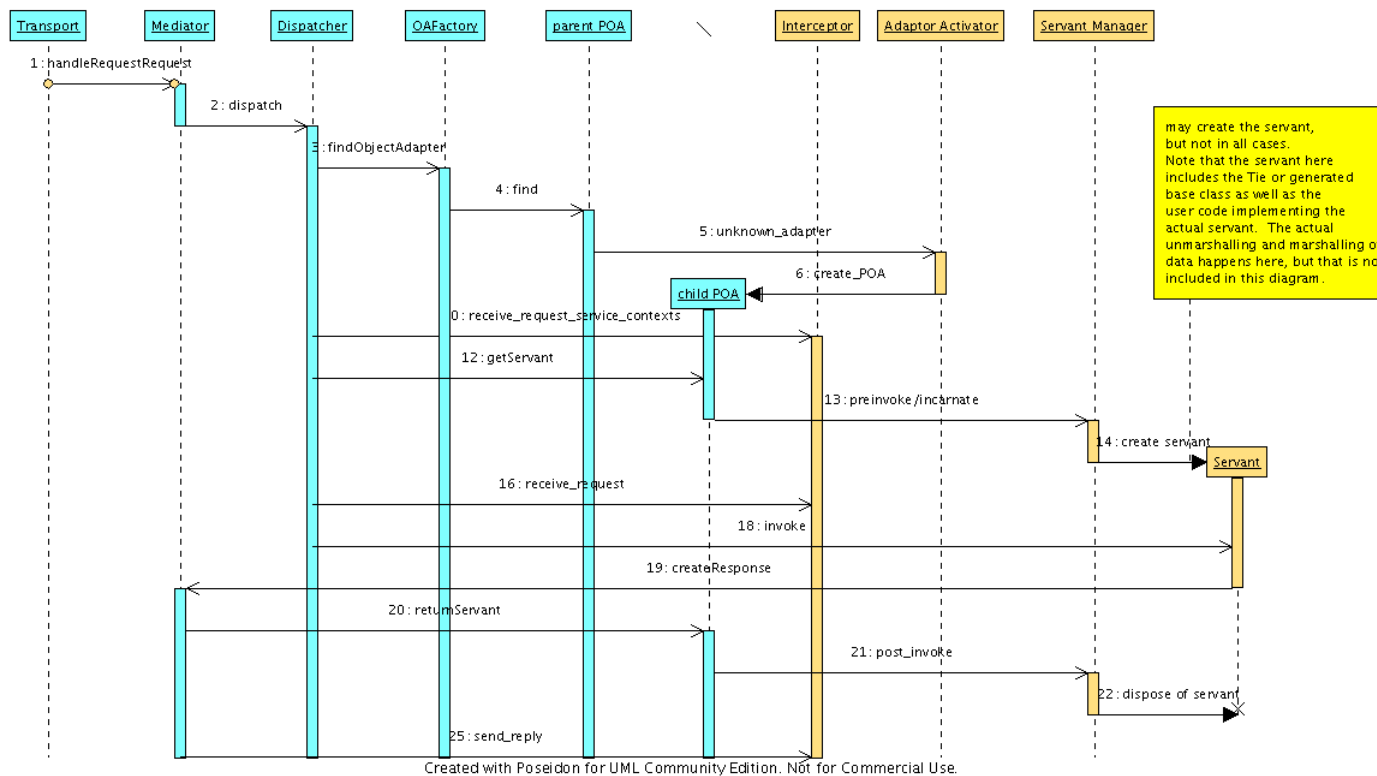 Transport Mediator Dispatcher OAFactory parent POA Interceptor Adaptor Activator Servant Manager
1 : handleRequestRequest
2 : dispatch
may create the servant,
but not in all cases.
Note that the servant here
includes the Tie or generated
base class as well as the
user code implementing the
actual servant. The actual
unmarshalling and marshalling o
data happens here, but that is no
included in this diagram.
3 : findObjectAdapter
4 : find
5 : unknown_adapter
6 : create_POA
child POA
0 : receive_request_service_contexts
12 : getServant
13 : preinvoke/incarnate
14 : create servant
Servant
16 : receive_request
18 : invoke
19 : createResponse
20 : returnServant
21 : post_invoke
22 : dispose of servant
25 : send_reply
Created with Poseidon for UML Community Edition. Not for Commercial Use.